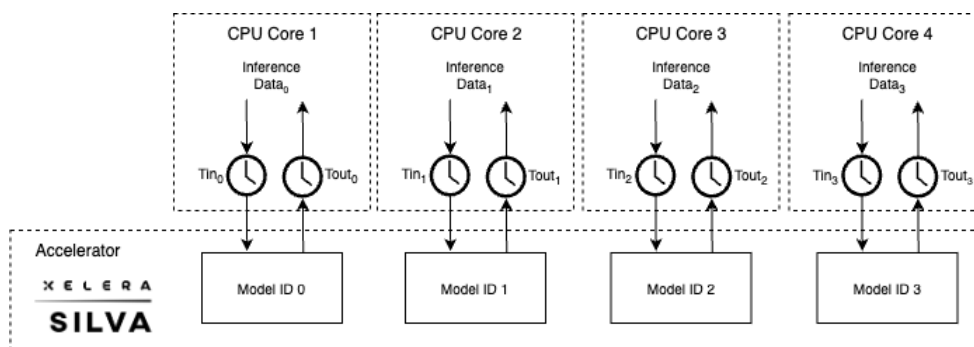 CPU Core 1
CPU Core 2
CPU Core 3
CPU Core 4
Inference
Data₀
Inference
Data₁
Inference
Data₂
Inference
Data₃
Tin₀
Tout₀
Tin₁
Tout₁
Tin₂
Tout₂
Tin₃
Tout₃
Accelerator
XELERA
SILVA
Model ID 0
Model ID 1
Model ID 2
Model ID 3